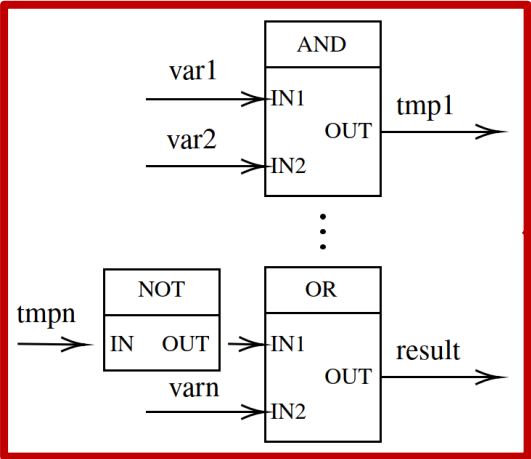 AND
var1
IN1
tmp1
OUT
var2
IN2
NOT
OR
tmpn
IN OUT
IN1
result
OUT
varn
IN2